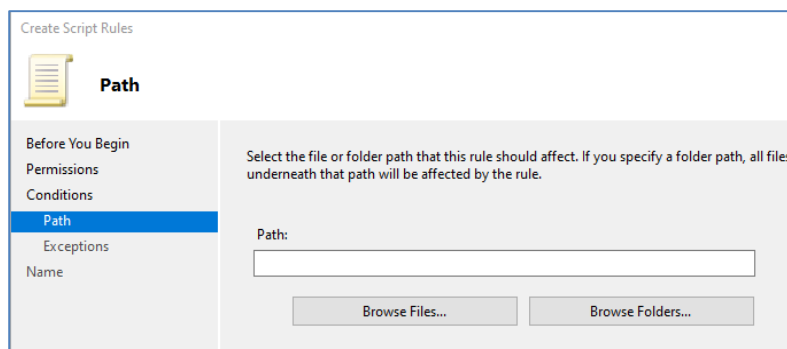 Create Script Rules
Path
Before You Begin
Permissions
Conditions
Path
Exceptions
Name
Select the file or folder path that this rule should affect. If you specify a folder path, all files
underneath that path will be affected by the rule.
Path:
Browse Files...
Browse Folders...